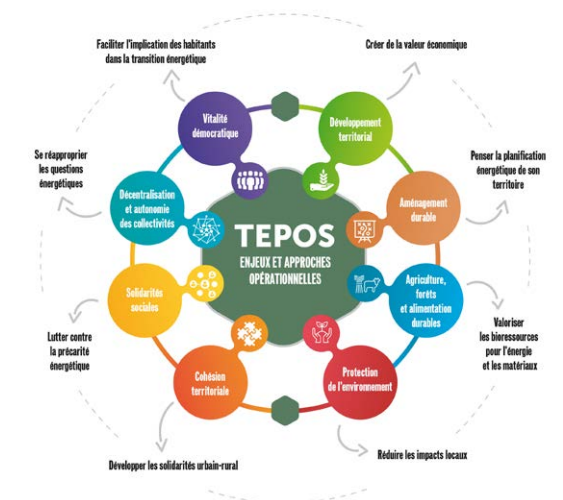 Faciliter l'implication des habitants
dans la transition énergétique
Créer de la valeur économique
Vitalité
démocratique
Développement
territorial
Se réapproprier
les questions
énergétiques
Penser la planification
énergétique de son
territoire
Décentralisation
et autonomie
des collectivités
Aménagement
durable
TEPOS
ENJEUX ET APPROCHES
OPÉRATIONNELLES
Solidarités
sociales
Agriculture,
forêts
et alimentation
durables
Lutter contre
la précarité
énergétique
Valoriser
les bioressources
pour l'énergie
et les matériaux
Cohésion
territoriale
Protection
de l'environnement
Développer les solidarités urbain-rural
Réduire les impacts locaux